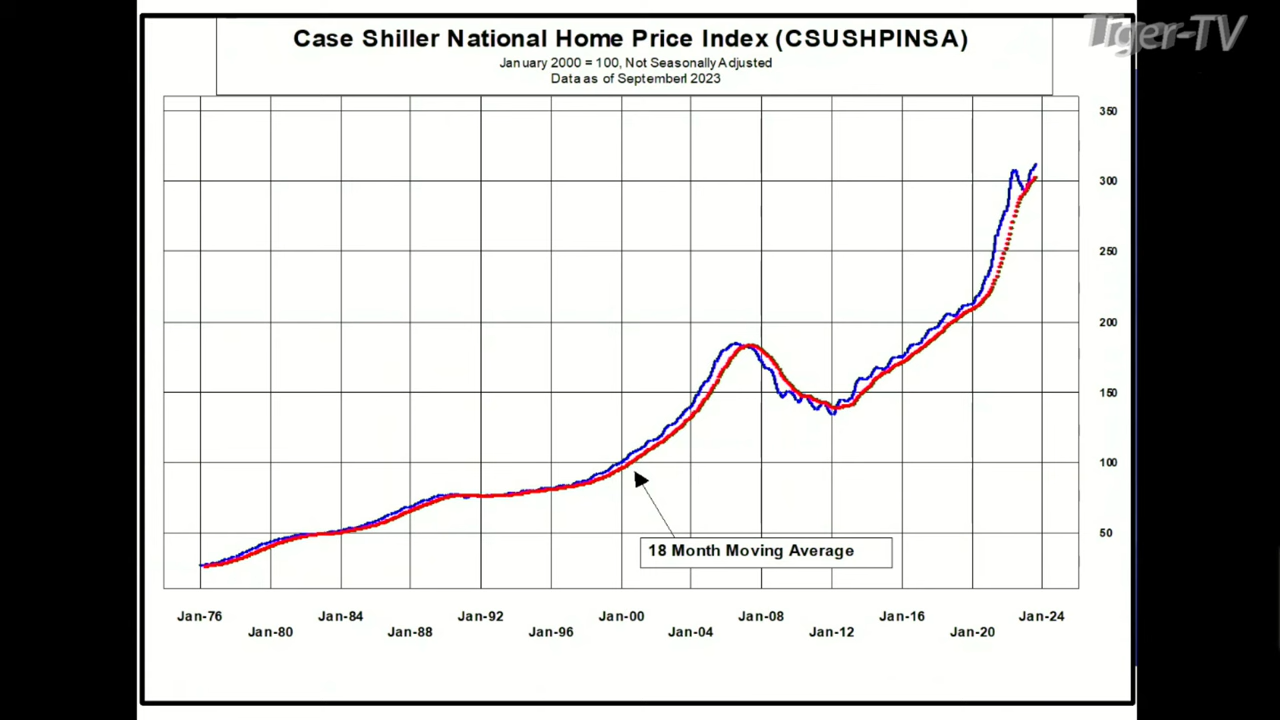 Tiger-TV
Case Shiller National Home Price Index (CSUSHPINSA)
January 2000 = 100, Not Seasonally Adjusted
Data as of Septemberl 2023
350
300
250
200
150
100
50
18 Month Moving Average
Jan-76 Jan-84 Jan-92 Jan-00 Jan-08 Jan-16 Jan-24
Jan-80 Jan-88 Jan-96 Jan-04 Jan-12 Jan-20